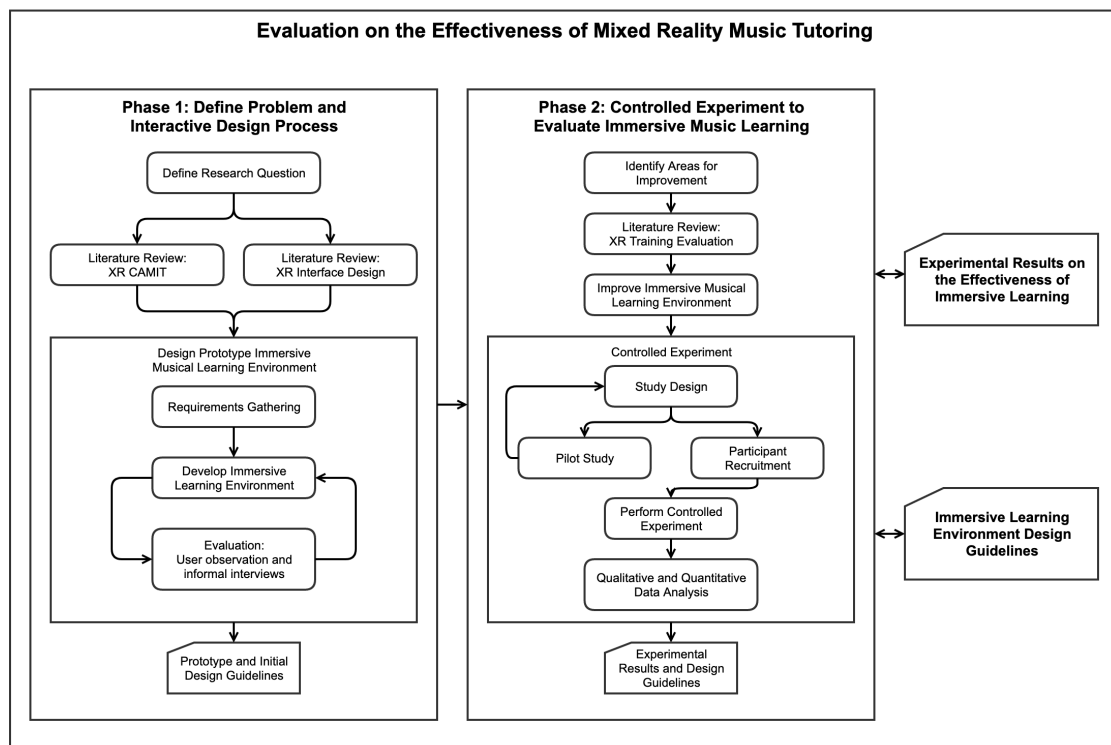 Evaluation on the Effectiveness of Mixed Reality Music Tutoring
Phase 1: Define Problem and
Interactive Design Process
Define Research Question
Literature Review:
XR CAMIT
Literature Review:
XR Interface Design
Design Prototype Immersive
Musical Learning Environment
Requirements Gathering
Develop Immersive
Learning Environment
Evaluation:
User observation and
informal interviews
Prototype and Initial
Design Guidelines
Phase 2: Controlled Experiment to
Evaluate Immersive Music Learning
Identify Areas for
Improvement
Literature Review:
XR Training Evaluation
Improve Immersive Musical
Learning Environment
Controlled Experiment
Study Design
Pilot Study
Participant
Recruitment
Perform Controlled
Experiment
Qualitative and Quantitative
Data Analysis
Experimental
Results and Design
Guidelines
Experimental Results on
the Effectiveness of
Immersive Learning
Immersive Learning
Environment Design
Guidelines